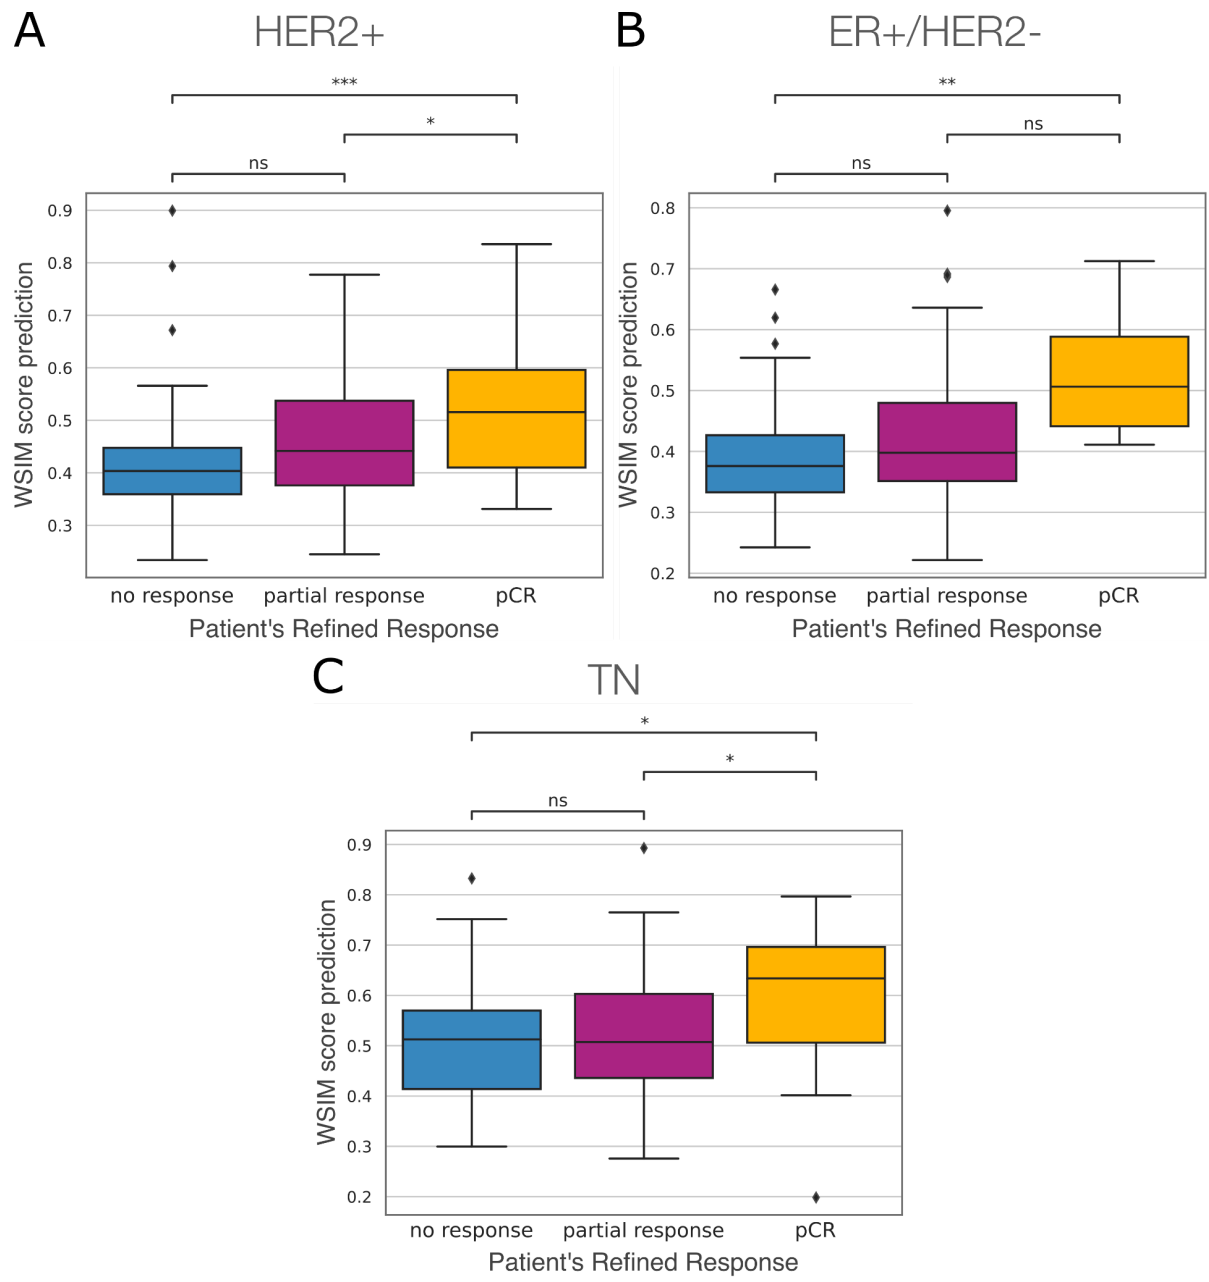 A
HER2+
***
*
ns
0.9
0.8
0.7
0.6
0.5
0.4
0.3
WSIM score prediction
no response partial response pCR
Patient's Refined Response
B
ER+/HER2-
**
ns
ns
0.8
0.7
0.6
0.5
0.4
0.3
0.2
WSIM score prediction
no response partial response pCR
Patient's Refined Response
C
TN
*
*
ns
0.9
0.8
0.7
0.6
0.5
0.4
0.3
0.2
WSIM score prediction
no response partial response pCR
Patient's Refined Response